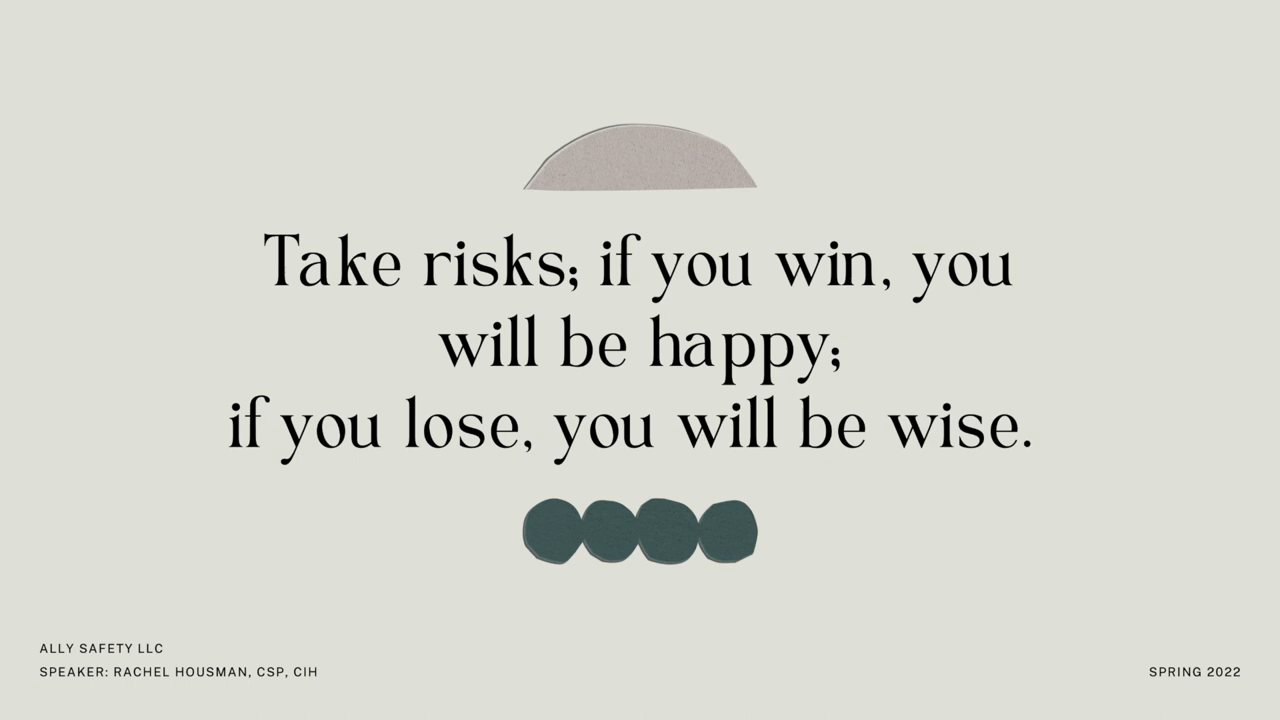 Take risks; if you win, you
will be happy;
if you lose, you will be wise.
ALLY SAFETY LLC
SPEAKER: RACHEL HOUSMAN, CSP, CIH
SPRING 2022